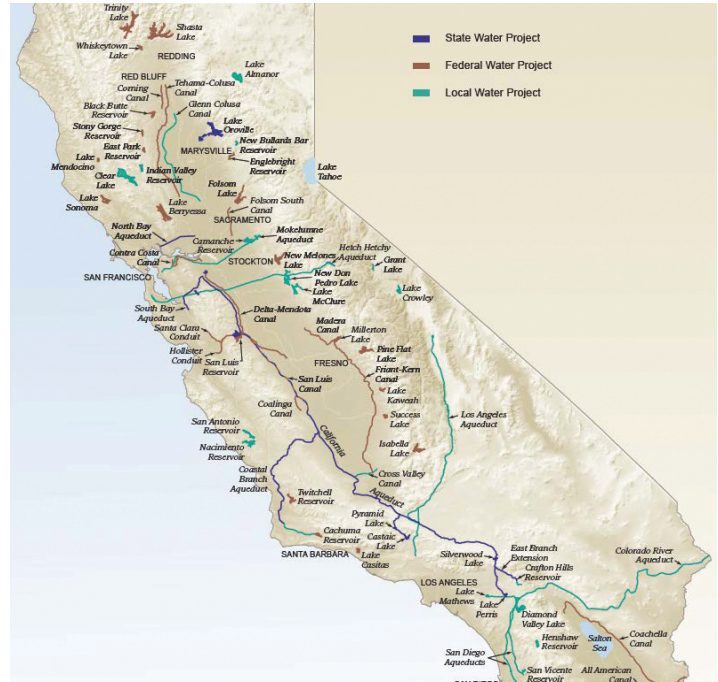 Trinity
Lake
Shasta
Lake
Whiskeytown
Lake
REDDING
State Water Project
Federal Water Project
Local Water Project
RED BLUFF
Tehama-Colusa
Canal
Corning
Canal
Lake
Almanor
Black Butte
Reservoir
Glenn Colusa
Canal
Stony Gorge
Reservoir
Lake
Oroville
East Park
Reservoir
MARYSVILLE
New Bullards Bar
Reservoir
Lake
Mendocino
Englebright
Reservoir
Clear
Lake
Indian Valley
Reservoir
Lake
Tahoe
Lake
Sonoma
Lake
Berryessa
Folsom
Lake
Folsom South
Canal
SACRAMENTO
North Bay
Aqueduct
Camanche
Reservoir
Mokelumne
Aqueduct
Contra Costa
Canal
STOCKTON
New Melones
Lake
Hetch Hetchy
Aqueduct
Grant
Lake
SAN FRANCISCO
New Don
Pedro Lake
Lake
McClure
Lake
Crowley
South Bay
Aqueduct
Delta-Mendota
Canal
Santa Clara
Conduit
Madera
Canal
Millerton
Lake
Hollister
Conduit
San Luis
Reservoir
FRESNO
Pine Flat
Lake
Friant-Kern
Canal
San Luis
Canal
Lake
Kaweah
Coalinga
Canal
Success
Lake
Los Angeles
Aqueduct
San Antonio
Reservoir
Nacimiento
Reservoir
California
Aqueduct
Isabella
Lake
Coastal
Branch
Aqueduct
Cross Valley
Canal
Twitchell
Reservoir
Pyramid
Lake
Cachuma
Reservoir
Castaic
Lake
SANTA BARBARA
Lake
Casitas
Silverwood
Lake
East Branch
Extension
Crafton Hills
Reservoir
Colorado River
Aqueduct
LOS ANGELES
Lake
Mathews
Lake
Perris
Diamond
Valley Lake
Henshaw
Reservoir
Salton
Sea
Coachella
Canal
San Diego
Aqueducts
San Vicente
Reservoir
All American
Canal